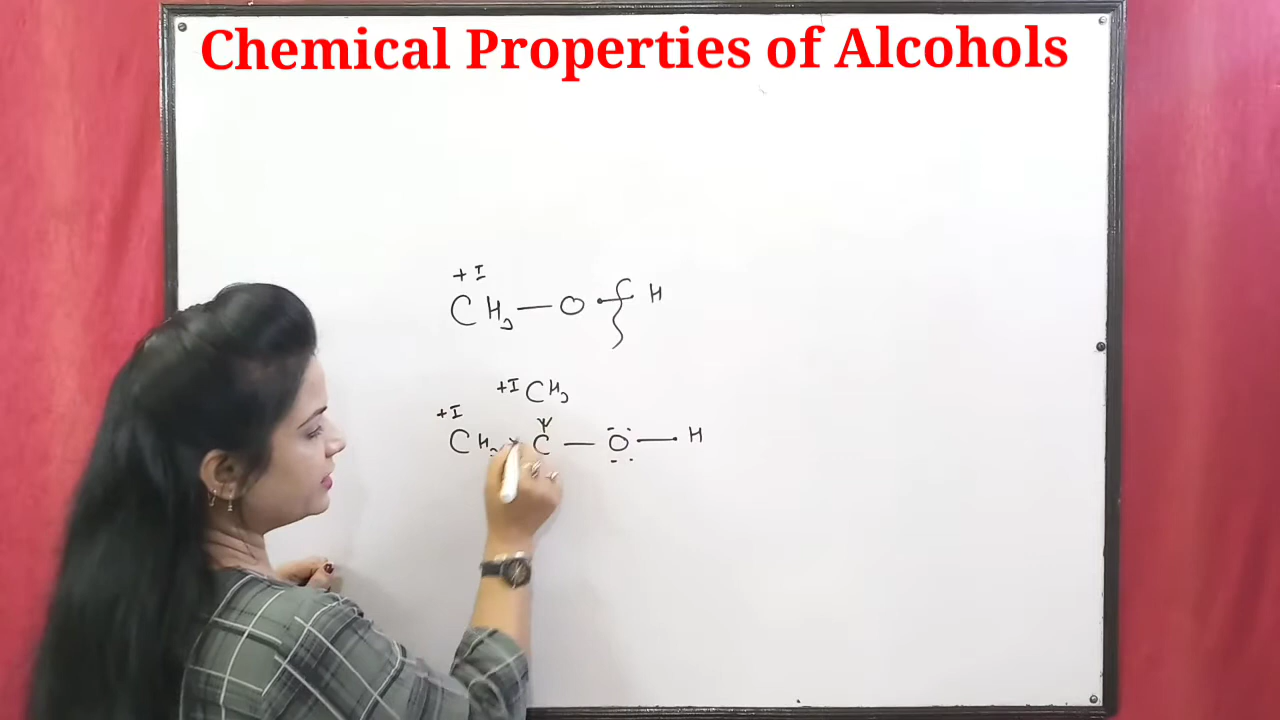 Chemical Properties of Alcohols
+I
CH₃ — O — H
+I CH₃
+I
CH₃ C — O — H